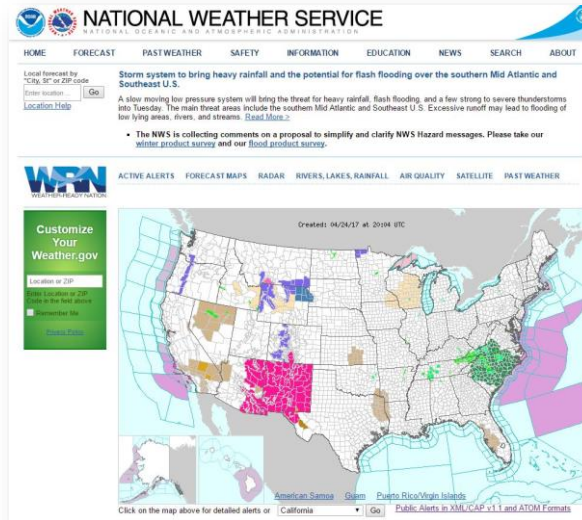 NATIONAL WEATHER SERVICE
NATIONAL OCEANIC AND ATMOSPHERIC ADMINISTRATION
HOME FORECAST PAST WEATHER SAFETY INFORMATION EDUCATION NEWS SEARCH ABOUT
Local forecast by
"City, St" or ZIP code
Enter location ... Go
Location Help
Storm system to bring heavy rainfall and the potential for flash flooding over the southern Mid Atlantic and
Southeast U.S.
A slow moving low pressure system will bring the threat for heavy rainfall, flash flooding, and a few strong to severe thunderstorms
into Tuesday. The main threat areas include the southern Mid Atlantic and Southeast U.S. Excessive runoff may lead to flooding of
low lying areas, rivers, and streams. Read More >
• The NWS is collecting comments on a proposal to simplify and clarify NWS Hazard messages. Please take our
winter product survey and our flood product survey.
WRN
WEATHER-READY NATION
ACTIVE ALERTS FORECAST MAPS RADAR RIVERS, LAKES, RAINFALL AIR QUALITY SATELLITE PAST WEATHER
Customize
Your
Weather.gov
Location or ZIP
Enter Location or ZIP
Code in the field above
Remember Me
Privacy Policy
Created: 04/24/17 at 20:04 UTC
American Samoa Guam Puerto Rico/Virgin Islands
Click on the map above for detailed alerts or California Go Public Alerts in XML/CAP v1.1 and ATOM Formats